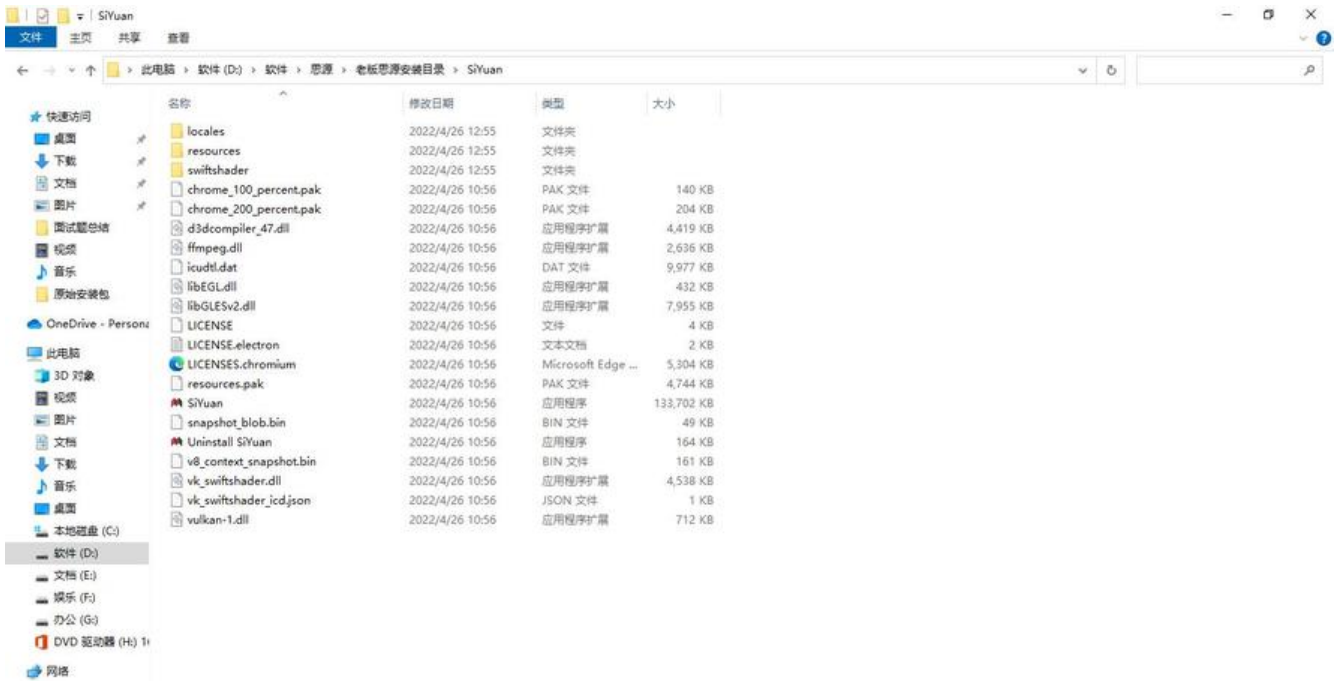 SiYuan
文件 主页 共享 查看
此电脑 › 软件 (D:) › 软件 › 思源 › 老板思源安装目录 › SiYuan
名称 修改日期 类型 大小
快速访问
桌面
下载
文档
图片
面试题总结
视频
音乐
原始安装包
OneDrive - Persona
此电脑
3D 对象
视频
图片
文档
下载
音乐
桌面
本地磁盘 (C:)
软件 (D:)
文档 (E:)
娱乐 (F:)
办公 (G:)
DVD 驱动器 (H:) 1
网络
locales 2022/4/26 12:55 文件夹
resources 2022/4/26 12:55 文件夹
swiftshader 2022/4/26 12:55 文件夹
chrome_100_percent.pak 2022/4/26 10:56 PAK 文件 140 KB
chrome_200_percent.pak 2022/4/26 10:56 PAK 文件 204 KB
d3dcompiler_47.dll 2022/4/26 10:56 应用程序扩展 4,419 KB
ffmpeg.dll 2022/4/26 10:56 应用程序扩展 2,636 KB
icudtl.dat 2022/4/26 10:56 DAT 文件 9,977 KB
libEGL.dll 2022/4/26 10:56 应用程序扩展 432 KB
libGLESv2.dll 2022/4/26 10:56 应用程序扩展 7,955 KB
LICENSE 2022/4/26 10:56 文件 4 KB
LICENSE.electron 2022/4/26 10:56 文本文档 2 KB
LICENSES.chromium 2022/4/26 10:56 Microsoft Edge ... 5,304 KB
resources.pak 2022/4/26 10:56 PAK 文件 4,744 KB
SiYuan 2022/4/26 10:56 应用程序 133,702 KB
snapshot_blob.bin 2022/4/26 10:56 BIN 文件 49 KB
Uninstall SiYuan 2022/4/26 10:56 应用程序 164 KB
v8_context_snapshot.bin 2022/4/26 10:56 BIN 文件 161 KB
vk_swiftshader.dll 2022/4/26 10:56 应用程序扩展 4,538 KB
vk_swiftshader_icd.json 2022/4/26 10:56 JSON 文件 1 KB
vulkan-1.dll 2022/4/26 10:56 应用程序扩展 712 KB